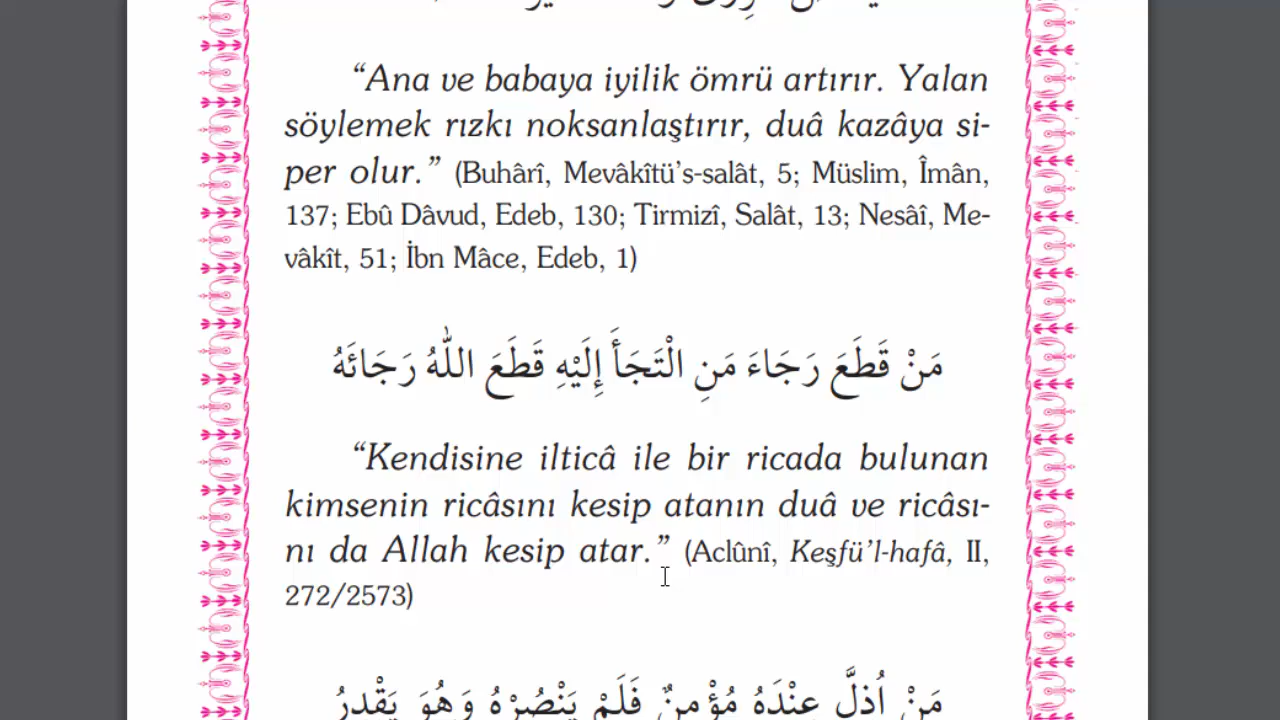 “Ana ve babaya iyilik ömrü artırır. Yalan
söylemek rızkı noksanlaştırır, duâ kazâya si-
per olur.” (Buhârî, Mevâkîtü’s-salât, 5; Müslim, Îmân,
137; Ebû Dâvud, Edeb, 130; Tirmizî, Salât, 13; Nesâî, Me-
vâkît, 51; İbn Mâce, Edeb, 1)
مَنْ قَطَعَ رَجَاءَ مَنِ الْتَجَأَ إِلَيْهِ قَطَعَ اللّٰهُ رَجَائَهُ
“Kendisine ilticâ ile bir ricada bulunan
kimsenin ricâsını kesip atanın duâ ve ricâsı-
nı da Allah kesip atar.” (Aclûnî, Keşfü’l-hafâ, II,
272/2573)
مَنْ اُذِلَّ عِنْدَهُ مُؤْمِنٌ فَلَمْ يَنْصُرْهُ وَهُوَ يَقْدِرُ